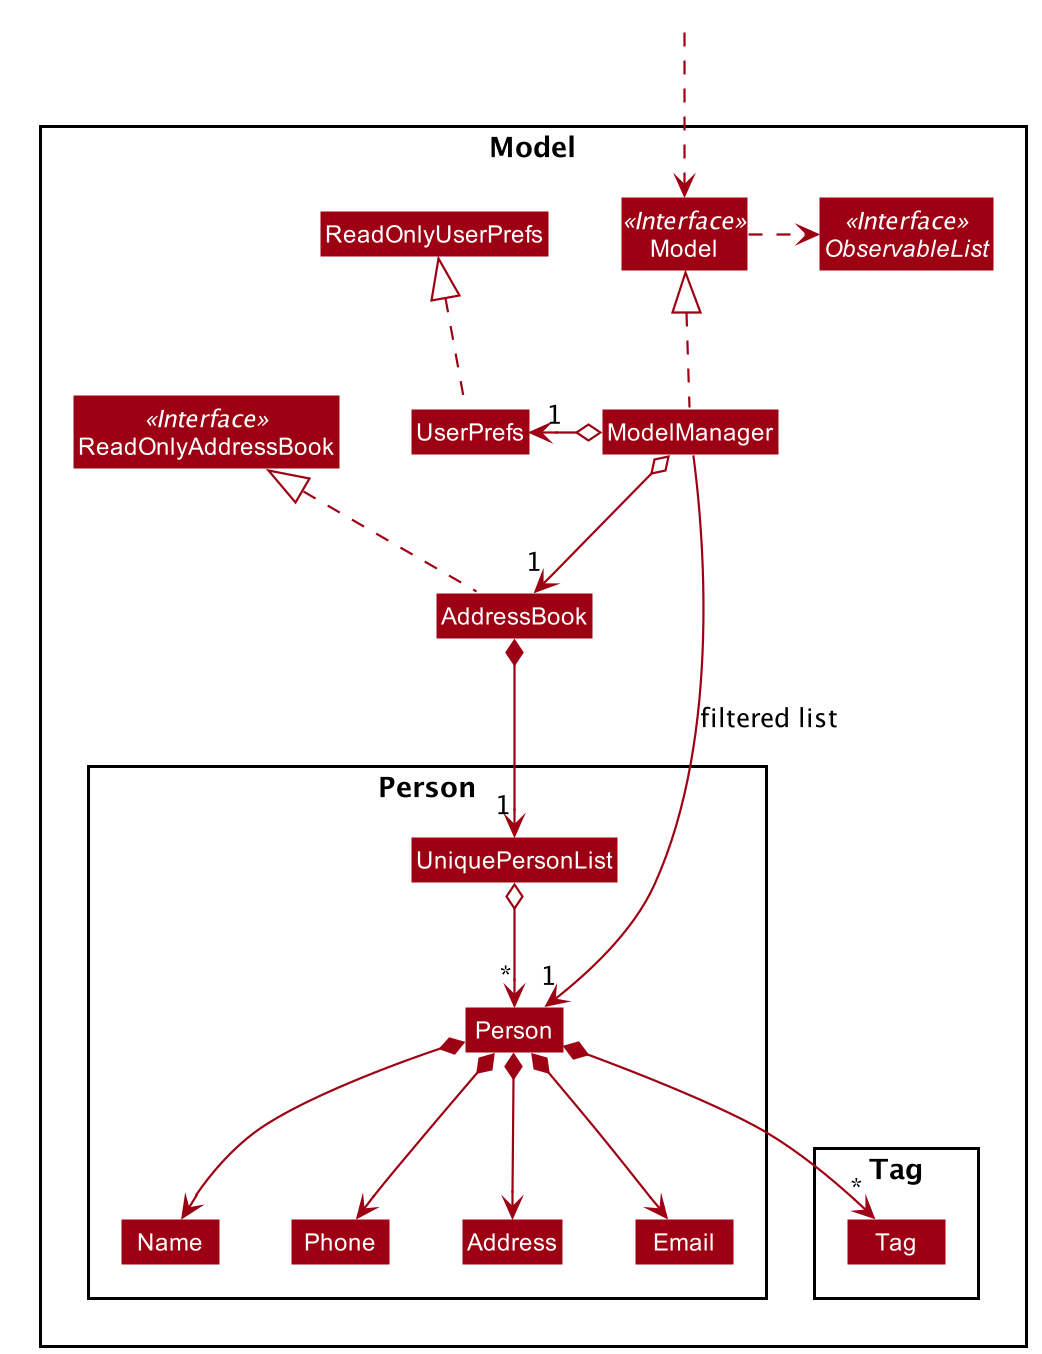 Model
«Interface»
Model
«Interface»
ObservableList
ReadOnlyUserPrefs
«Interface»
ReadOnlyAddressBook
UserPrefs
1
ModelManager
1
AddressBook
filtered list
Person
1
UniquePersonList
*
1
Person
Tag
*
Name
Phone
Address
Email
Tag